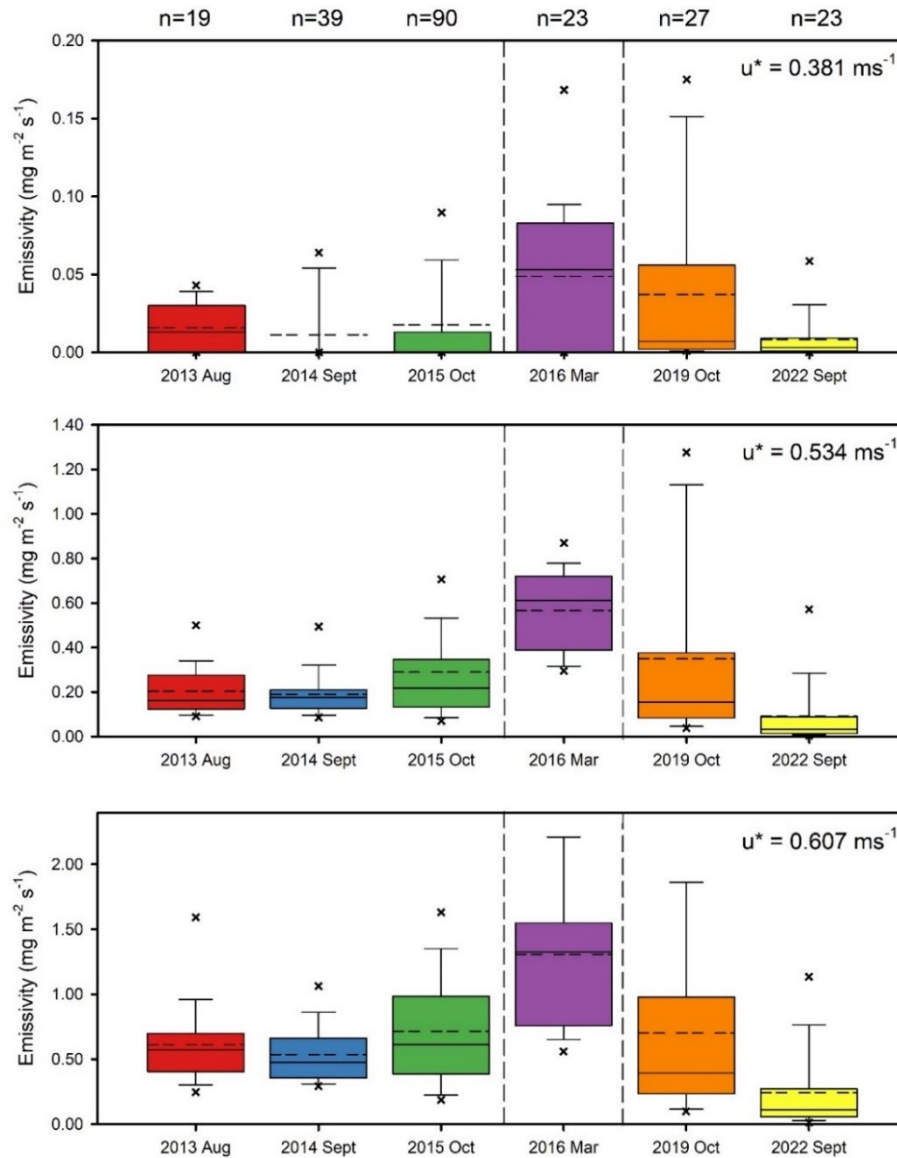 n=19 n=39 n=90 n=23 n=27 n=23
u* = 0.381 ms⁻¹
Emissivity (mg m⁻² s⁻¹)
0.20
0.15
0.10
0.05
0.00
2013 Aug 2014 Sept 2015 Oct 2016 Mar 2019 Oct 2022 Sept
u* = 0.534 ms⁻¹
Emissivity (mg m⁻² s⁻¹)
1.40
1.20
1.00
0.80
0.60
0.40
0.20
0.00
2013 Aug 2014 Sept 2015 Oct 2016 Mar 2019 Oct 2022 Sept
u* = 0.607 ms⁻¹
Emissivity (mg m⁻² s⁻¹)
2.00
1.50
1.00
0.50
0.00
2013 Aug 2014 Sept 2015 Oct 2016 Mar 2019 Oct 2022 Sept